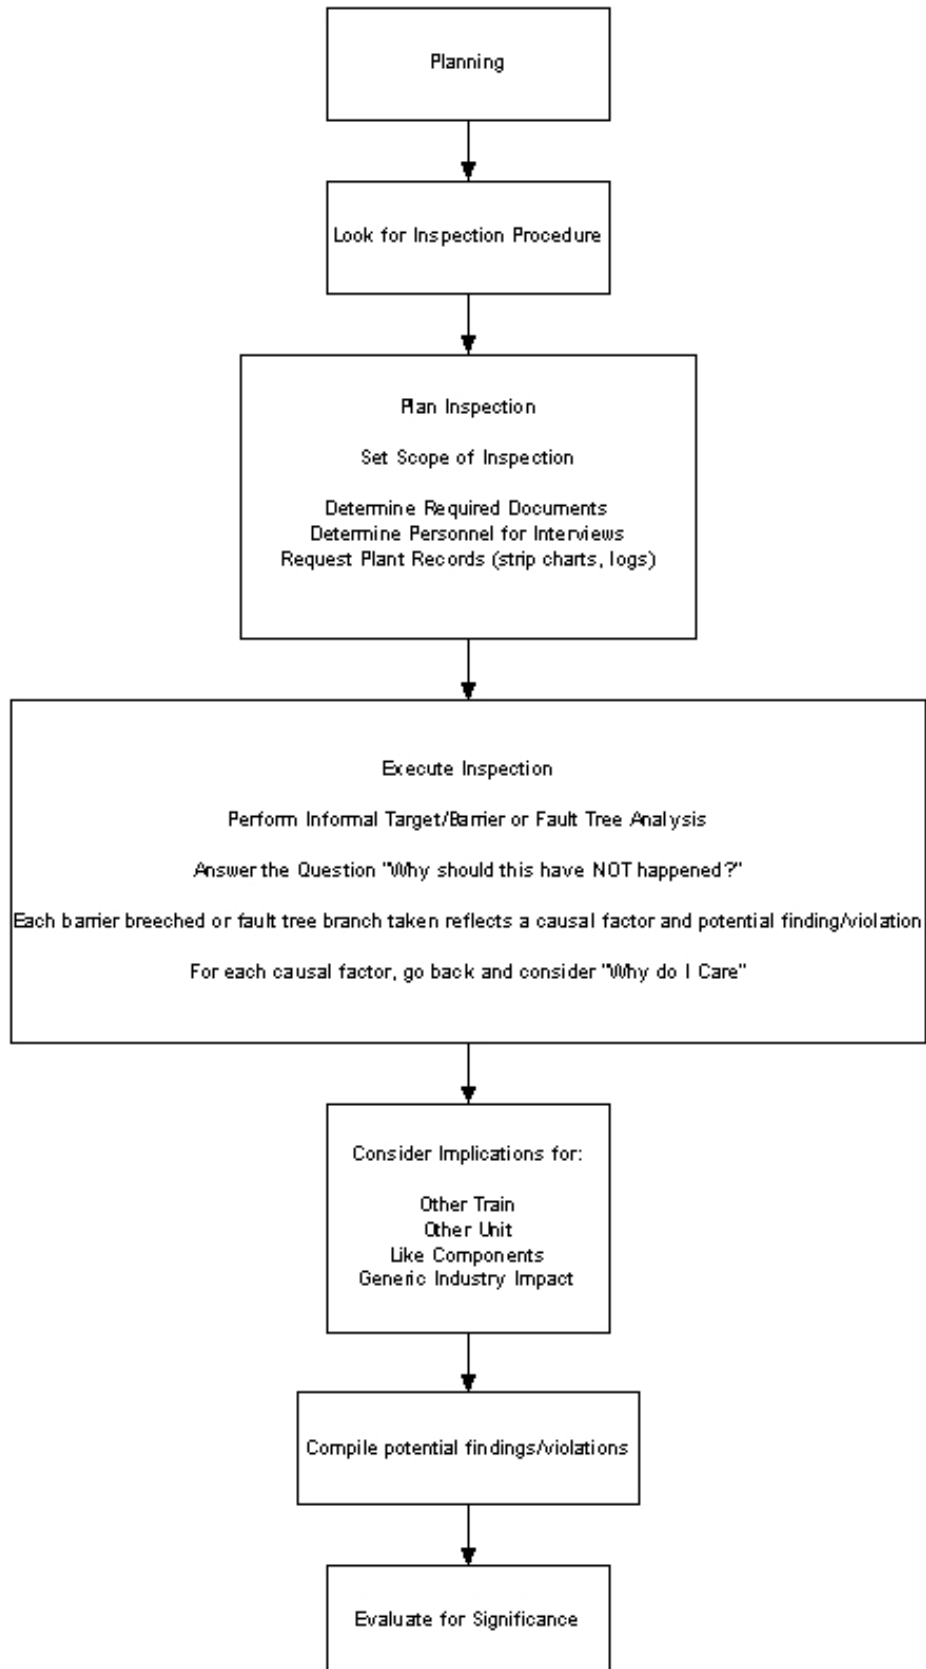 Planning
Look for Inspection Procedure
Plan Inspection
Set Scope of Inspection
Determine Required Documents
Determine Personnel for Interviews
Request Plant Records (strip charts, logs)
Execute Inspection
Perform Informal Target/Barrier or Fault Tree Analysis
Answer the Question "Why should this have NOT happened?"
Each barrier breeched or fault tree branch taken reflects a causal factor and potential finding/violation
For each causal factor, go back and consider "Why do I Care"
Consider Implications for:
Other Train
Other Unit
Like Components
Generic Industry Impact
Compile potential findings/violations
Evaluate for Significance